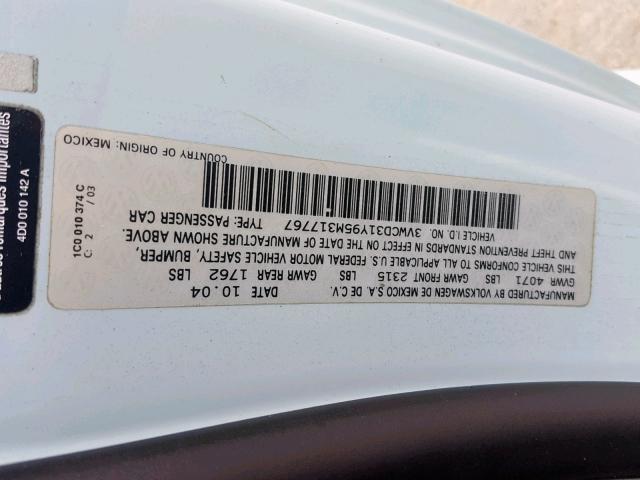 MANUFACTURED BY VOLKSWAGEN DE MEXICO S.A. DE C.V. DATE 10.04
GVWR 4071 LBS GAWR FRONT 2315 LBS GAWR REAR 1762 LBS
THIS VEHICLE CONFORMS TO ALL APPLICABLE U.S. FEDERAL MOTOR VEHICLE SAFETY, BUMPER,
AND THEFT PREVENTION STANDARDS IN EFFECT ON THE DATE OF MANUFACTURE SHOWN ABOVE.
VEHICLE I.D. NO. 3VWCD31Y95M317767 TYPE: PASSENGER CAR
COUNTRY OF ORIGIN: MEXICO
1C0 010 374 C
C: 2 / 03
remarques importantes
4D0 010 142 A